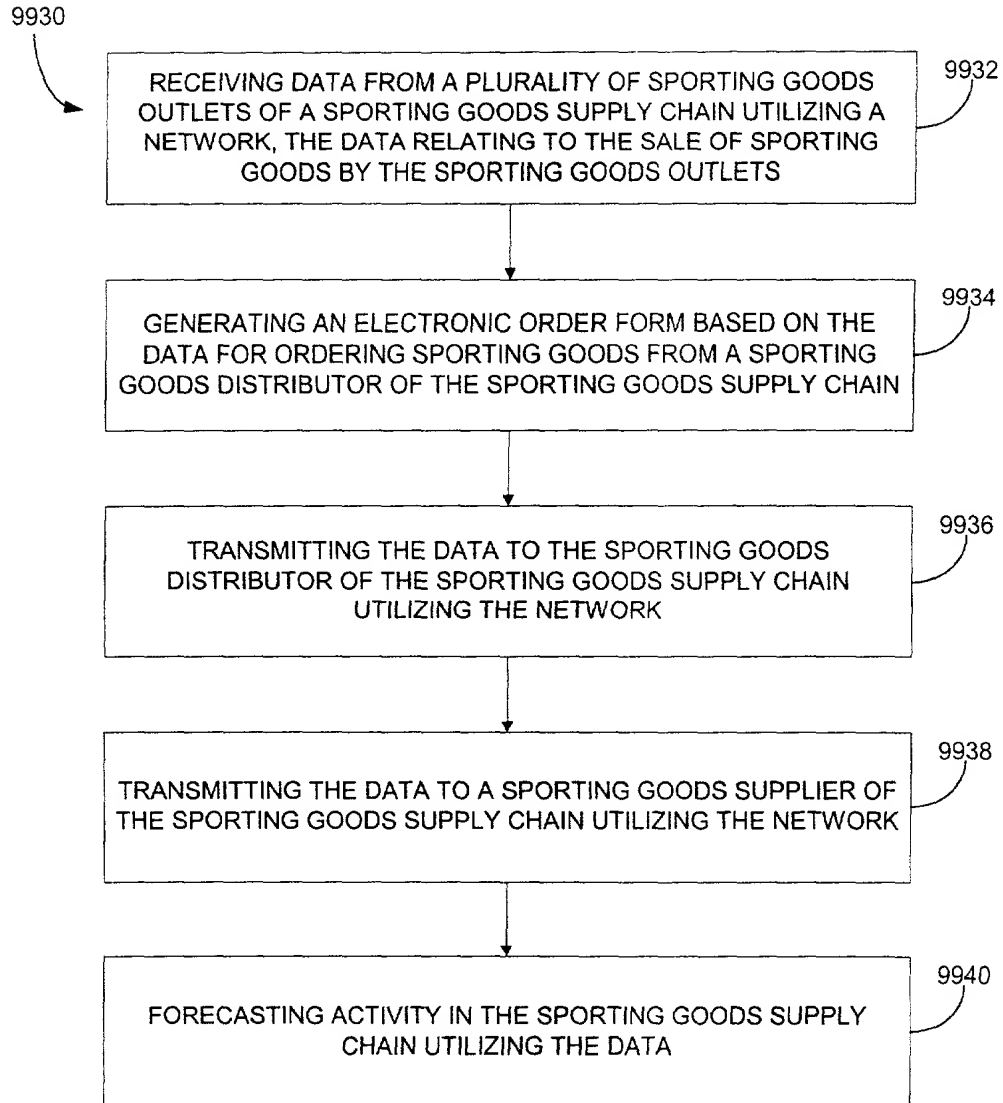 9930
RECEIVING DATA FROM A PLURALITY OF SPORTING GOODS
OUTLETS OF A SPORTING GOODS SUPPLY CHAIN UTILIZING A
NETWORK, THE DATA RELATING TO THE SALE OF SPORTING
GOODS BY THE SPORTING GOODS OUTLETS
9932
GENERATING AN ELECTRONIC ORDER FORM BASED ON THE
DATA FOR ORDERING SPORTING GOODS FROM A SPORTING
GOODS DISTRIBUTOR OF THE SPORTING GOODS SUPPLY CHAIN
9934
TRANSMITTING THE DATA TO THE SPORTING GOODS
DISTRIBUTOR OF THE SPORTING GOODS SUPPLY CHAIN
UTILIZING THE NETWORK
9936
TRANSMITTING THE DATA TO A SPORTING GOODS SUPPLIER OF
THE SPORTING GOODS SUPPLY CHAIN UTILIZING THE NETWORK
9938
FORECASTING ACTIVITY IN THE SPORTING GOODS SUPPLY
CHAIN UTILIZING THE DATA
9940